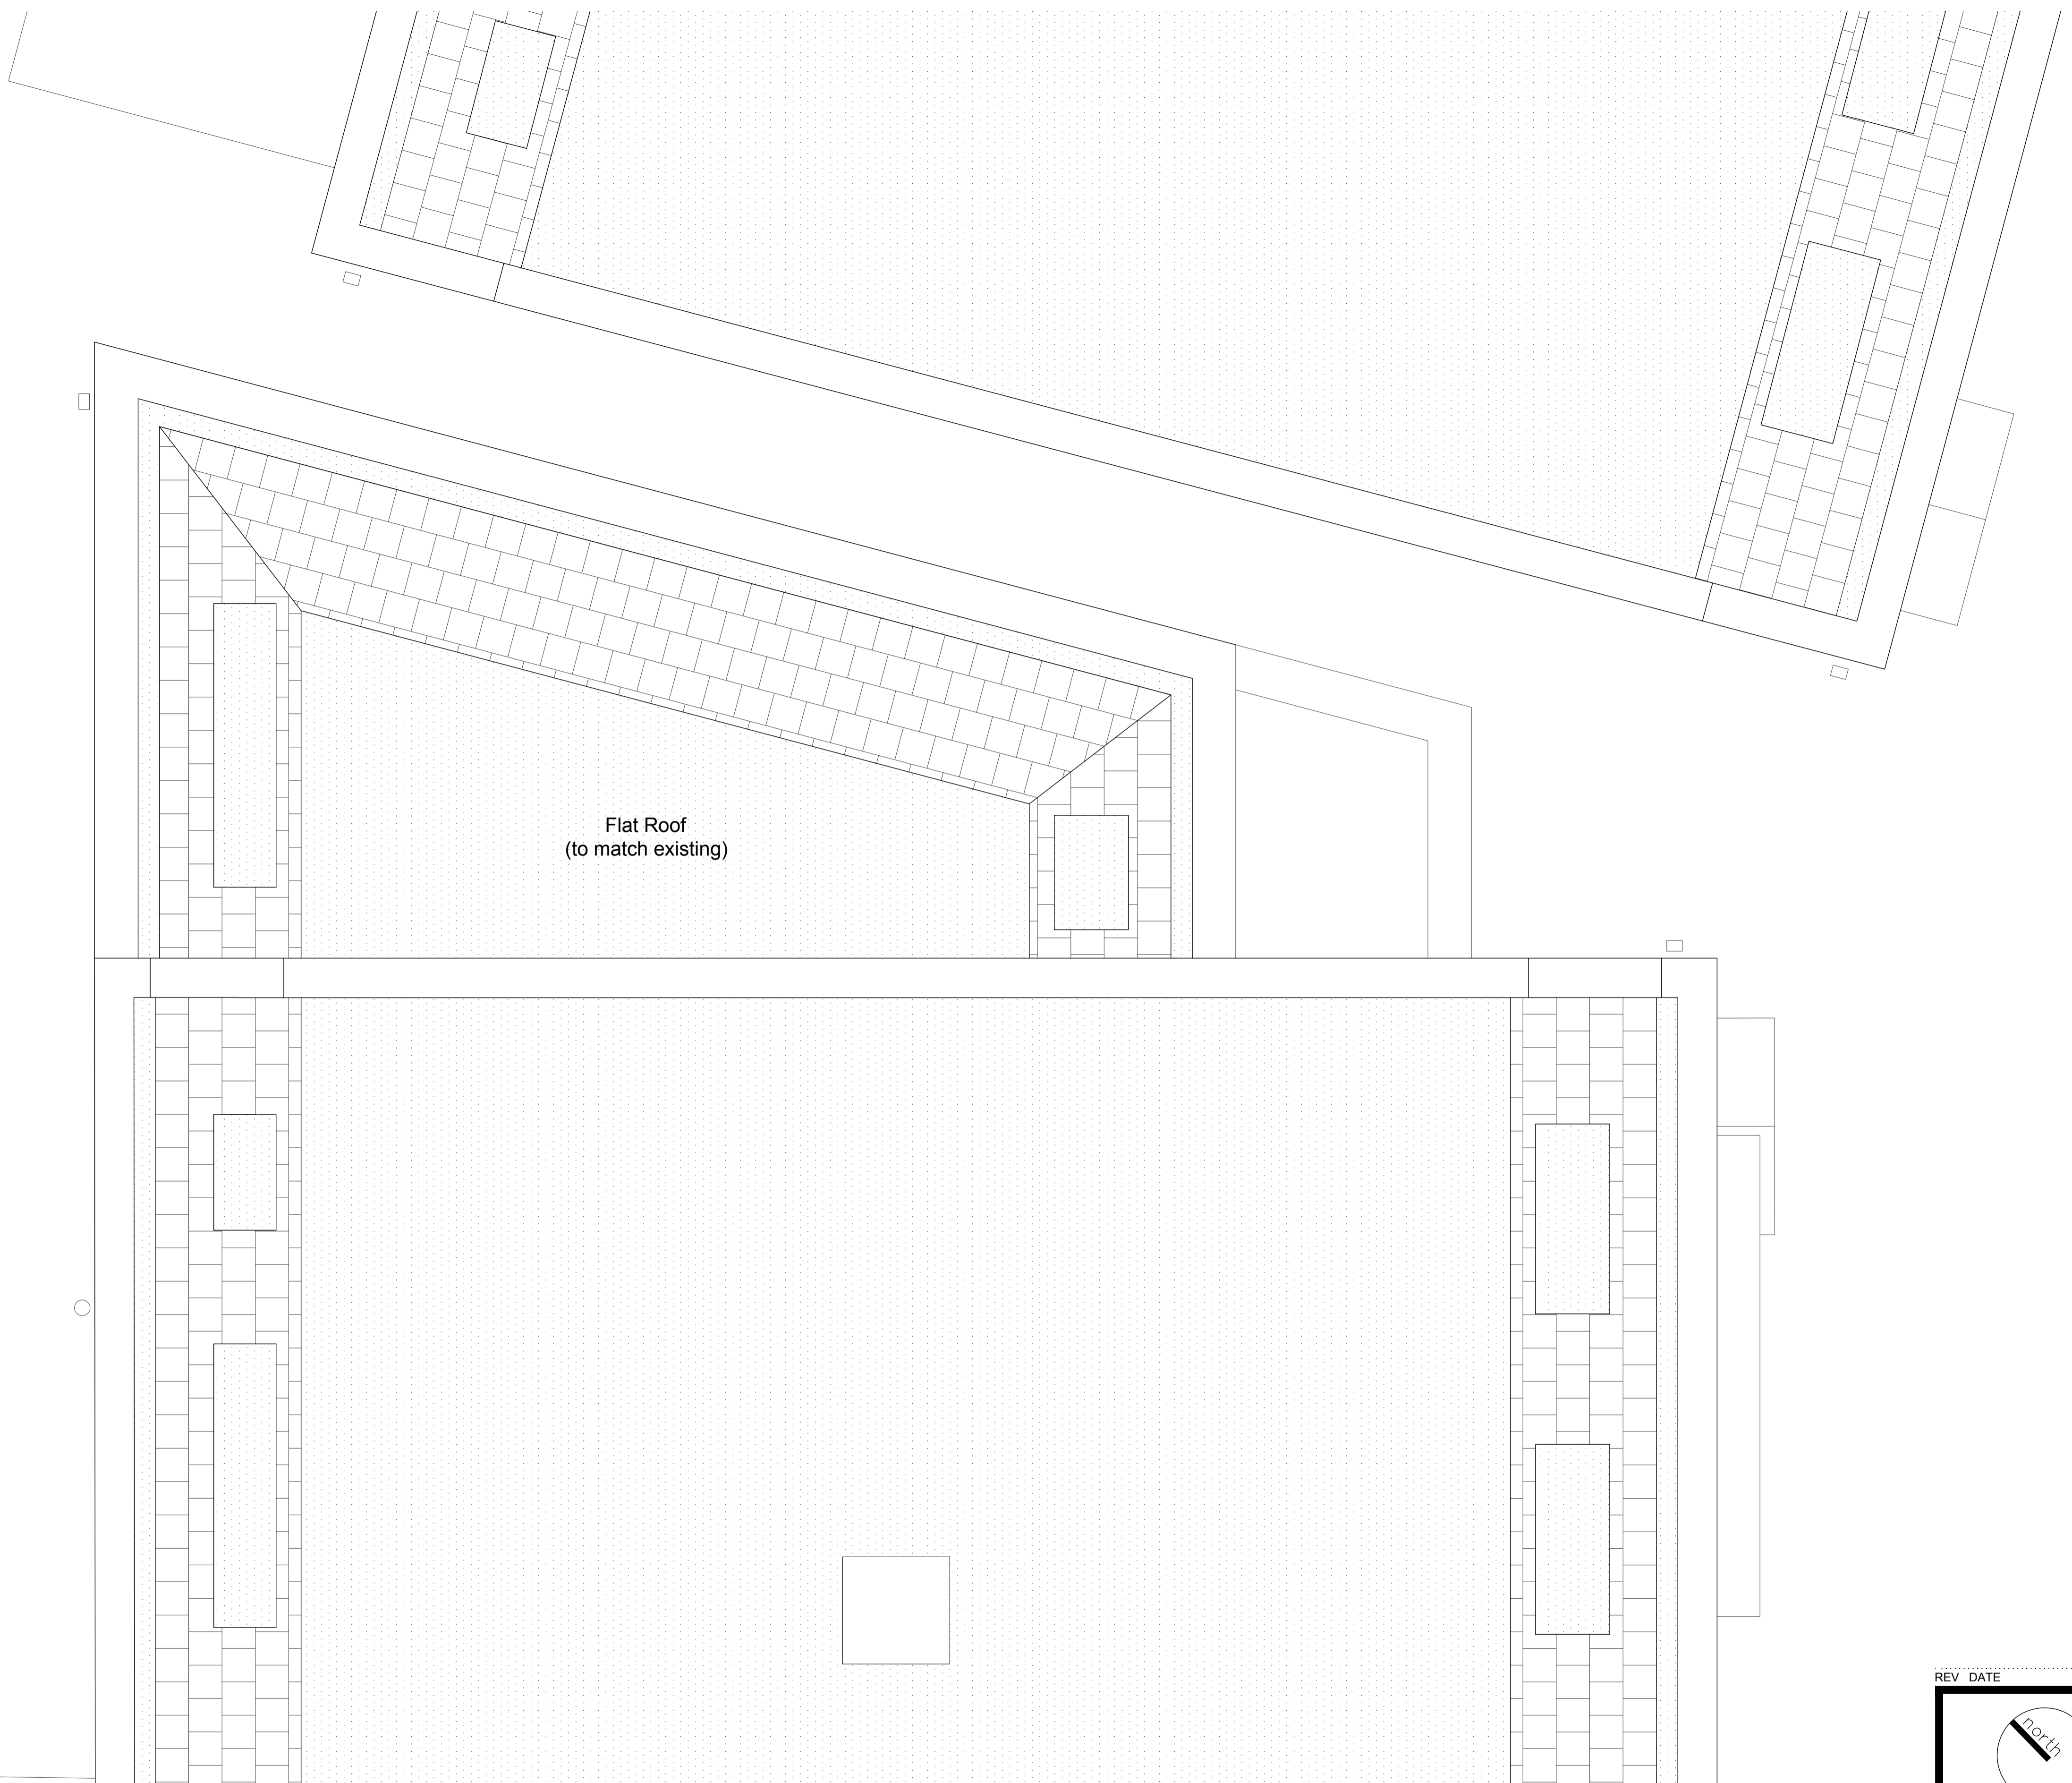 Flat Roof
(to match existing)
REV DATE
north